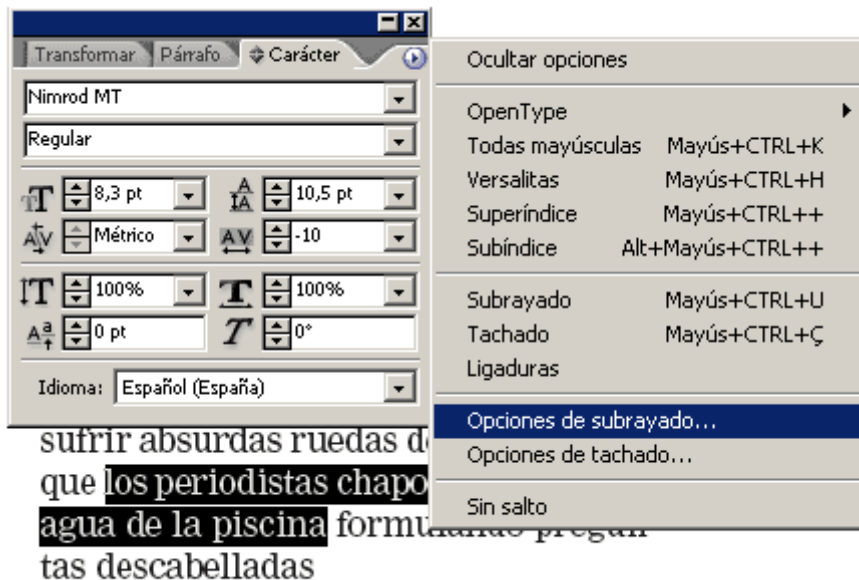 Transformar Párrafo Carácter
Nimrod MT
Regular
8,3 pt 10,5 pt
Métrico -10
100% 100%
0 pt 0°
Idioma: Español (España)
Ocultar opciones
OpenType
Todas mayúsculas Mayús+CTRL+K
Versalitas Mayús+CTRL+H
Superíndice Mayús+CTRL++
Subíndice Alt+Mayús+CTRL++
Subrayado Mayús+CTRL+U
Tachado Mayús+CTRL+Ç
Ligaduras
Opciones de subrayado...
Opciones de tachado...
Sin salto
sufrir absurdas ruedas d
que los periodistas chapo
agua de la piscina formulando pregun
tas descabelladas